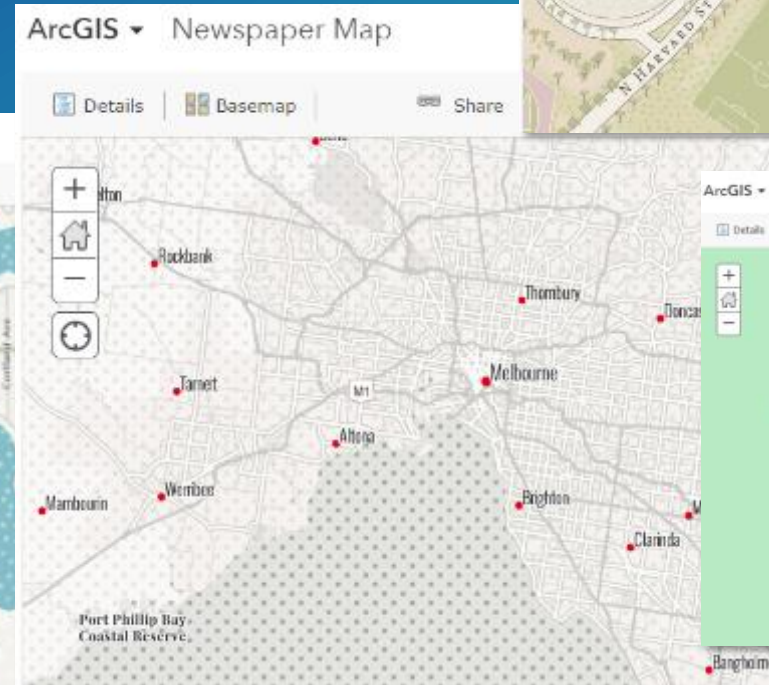 ArcGIS Newspaper Map
N HARVARD ST
Details Basemap Share
ArcGIS
Details
Rockbank
Thornbury
Tarneit
M1
Melbourne
Altona
Werribee
Mambourin
Brighton
Clarinda
Port Phillip Bay
Coastal Reserve
Bangholme